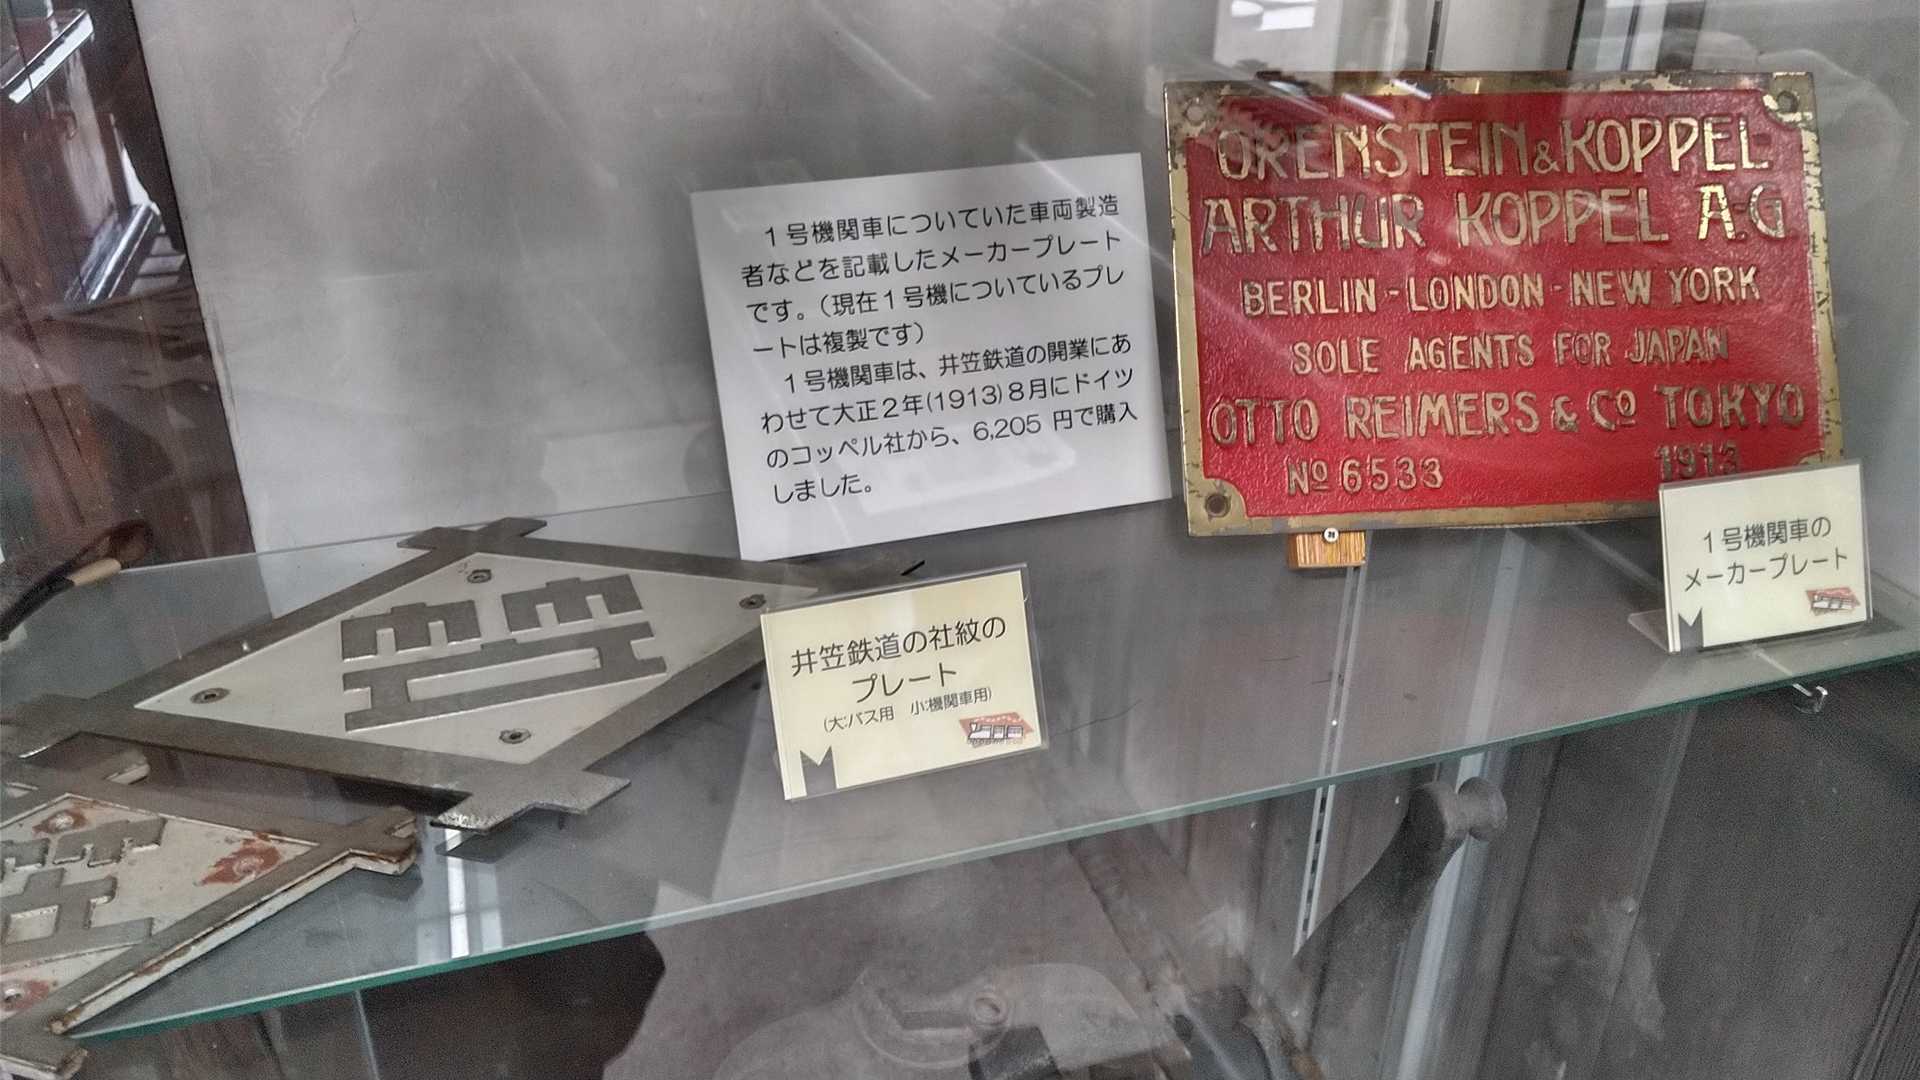 １号機関車についていた車両製造
者などを記載したメーカープレート
です。（現在１号機についているプレ
ートは複製です）
１号機関車は、井笠鉄道の開業にあ
わせて大正２年(1913)８月にドイツ
のコッペル社から、6,205 円で購入
しました。
ORENSTEIN & KOPPEL
ARTHUR KOPPEL A-G
BERLIN - LONDON - NEW YORK
SOLE AGENTS FOR JAPAN
OTTO REIMERS & Cº TOKYO
Nº 6533 1913
１号機関車の
メーカープレート
井笠鉄道の社紋の
プレート
(大:バス用　小:機関車用)